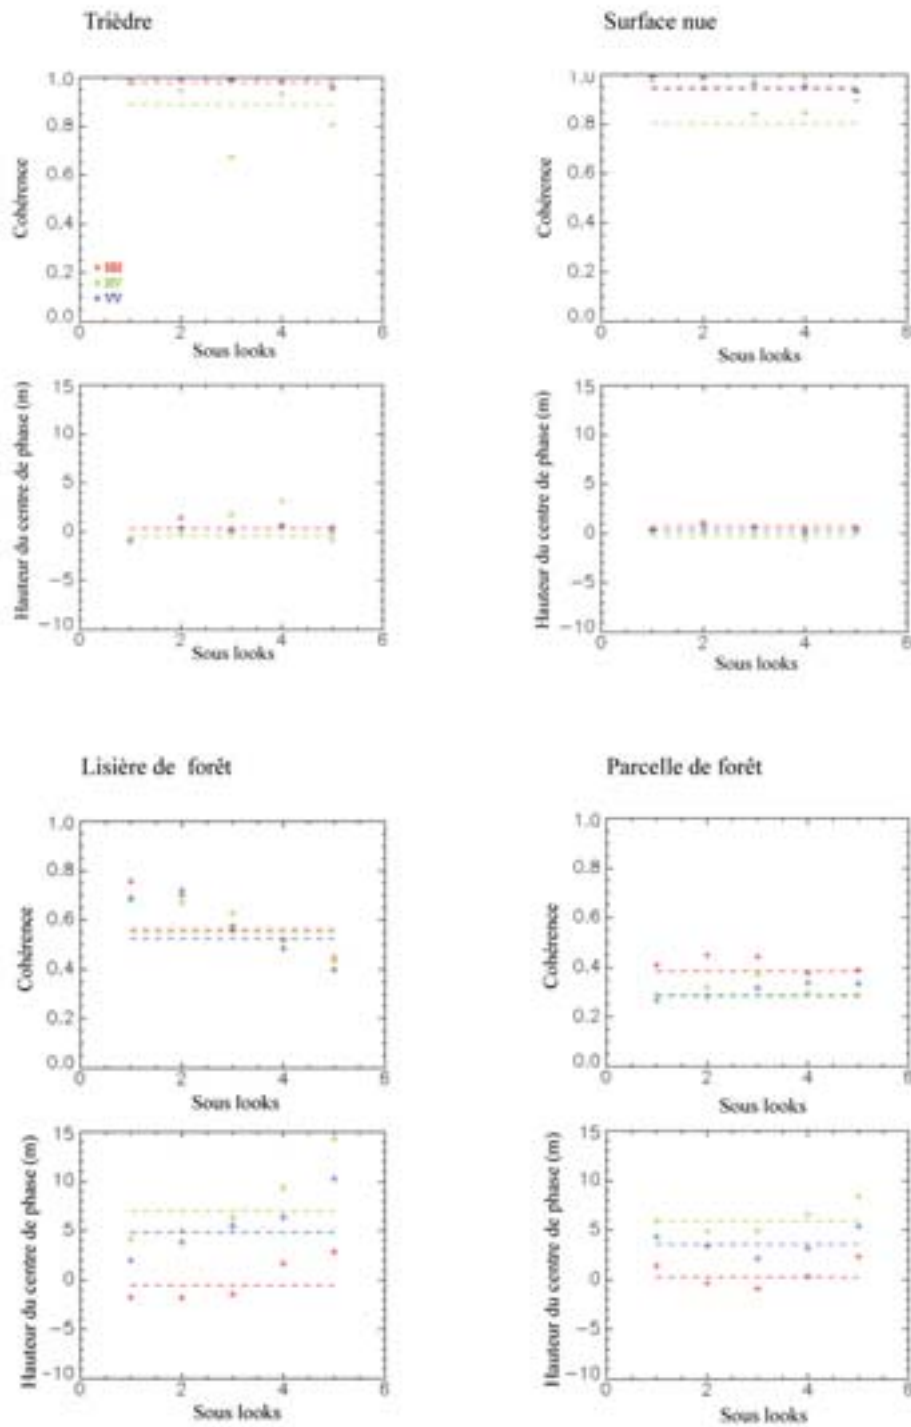 Trièdre
Surface nue
1.0
0.8
0.6
0.4
0.2
0.0
Cohérence
HH
HV
VV
0 2 4 6
Sous looks
1.0
0.8
0.6
0.4
0.2
0.0
Cohérence
0 2 4 6
Sous looks
15
10
5
0
−5
−10
Hauteur du centre de phase (m)
0 2 4 6
Sous looks
15
10
5
0
−5
−10
Hauteur du centre de phase (m)
0 2 4 6
Sous looks
Lisière de forêt
Parcelle de forêt
1.0
0.8
0.6
0.4
0.2
0.0
Cohérence
0 2 4 6
Sous looks
1.0
0.8
0.6
0.4
0.2
0.0
Cohérence
0 2 4 6
Sous looks
15
10
5
0
−5
−10
Hauteur du centre de phase (m)
0 2 4 6
Sous looks
15
10
5
0
−5
−10
Hauteur du centre de phase (m)
0 2 4 6
Sous looks